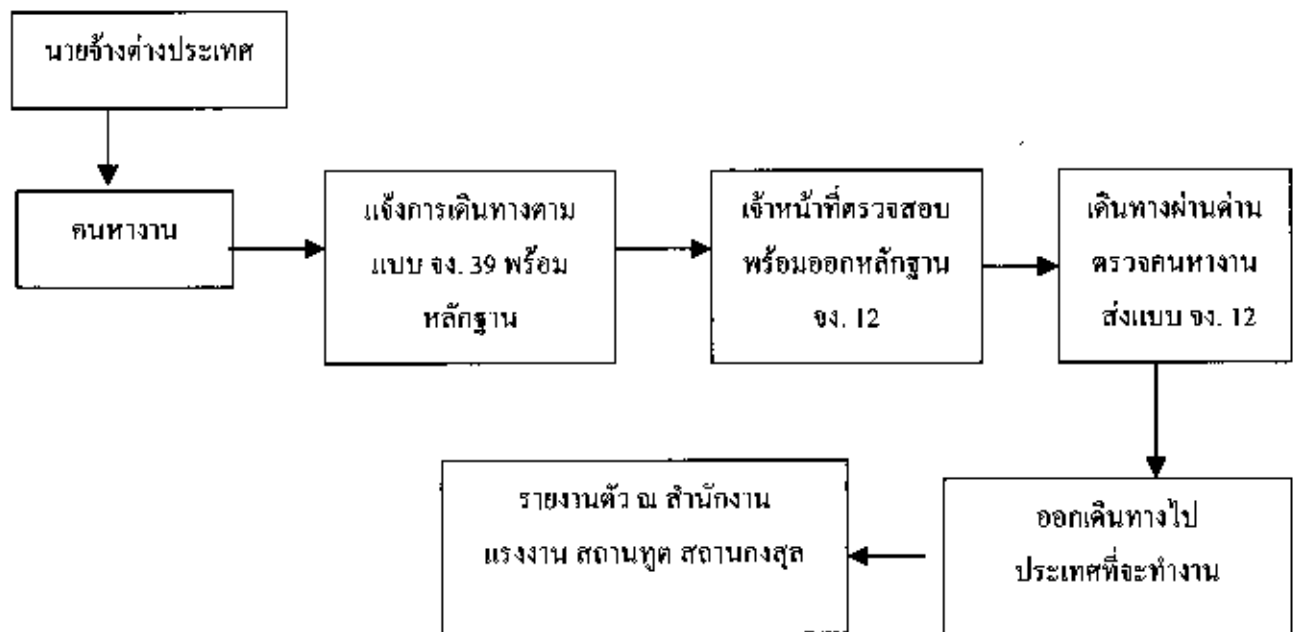 นายจ้างต่างประเทศ
คนหางาน
แจ้งการเดินทางตาม
แบบ จง. 39 พร้อม
หลักฐาน
เจ้าหน้าที่ตรวจสอบ
พร้อมออกหลักฐาน
จง. 12
เดินทางผ่านด่าน
ตรวจคนหางาน
ส่งแบบ จง. 12
ออกเดินทางไป
ประเทศที่จะทำงาน
รายงานตัว ณ สำนักงาน
แรงงาน สถานทูต สถานกงสุล